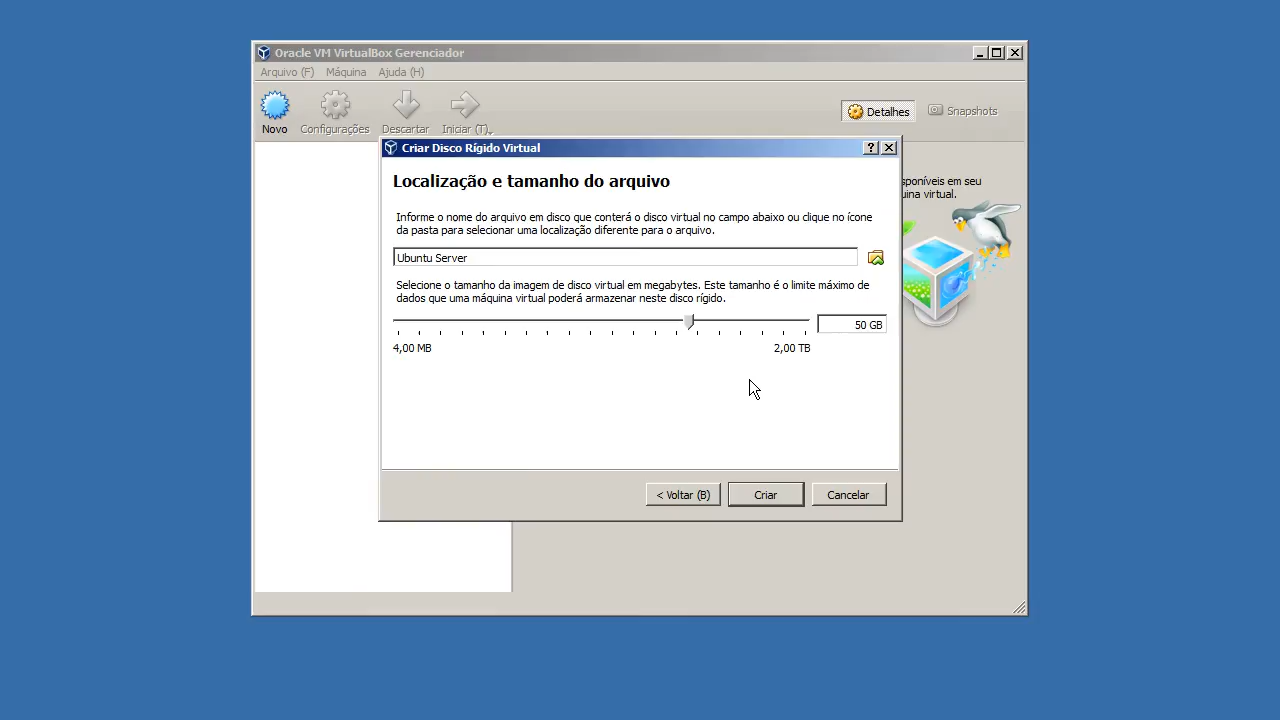 Oracle VM VirtualBox Gerenciador
Arquivo (F) Máquina Ajuda (H)
Novo Configurações Descartar Iniciar (T) Detalhes Snapshots
Criar Disco Rígido Virtual
Localização e tamanho do arquivo
sponíveis em seu
uina virtual.
Informe o nome do arquivo em disco que conterá o disco virtual no campo abaixo ou clique no ícone
da pasta para selecionar uma localização diferente para o arquivo.
Ubuntu Server
Selecione o tamanho da imagem de disco virtual em megabytes. Este tamanho é o limite máximo de
dados que uma máquina virtual poderá armazenar neste disco rígido.
50 GB
4,00 MB 2,00 TB
< Voltar (B) Criar Cancelar